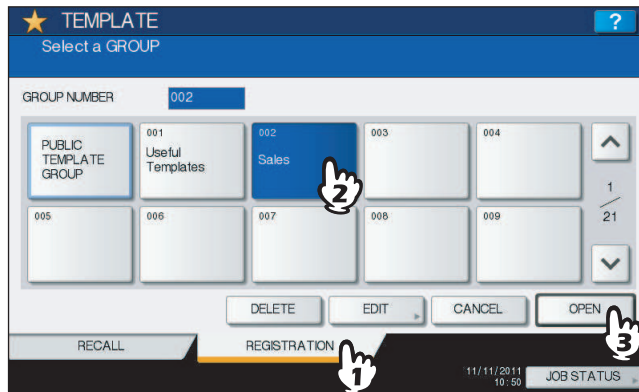 TEMPLATE
?
Select a GROUP
GROUP NUMBER 002
PUBLIC
TEMPLATE
GROUP
001
Useful
Templates
002
Sales
2
003
004
1
21
005
006
007
008
009
DELETE EDIT CANCEL OPEN
3
RECALL REGISTRATION
1
11/11/2011
10:50
JOB STATUS